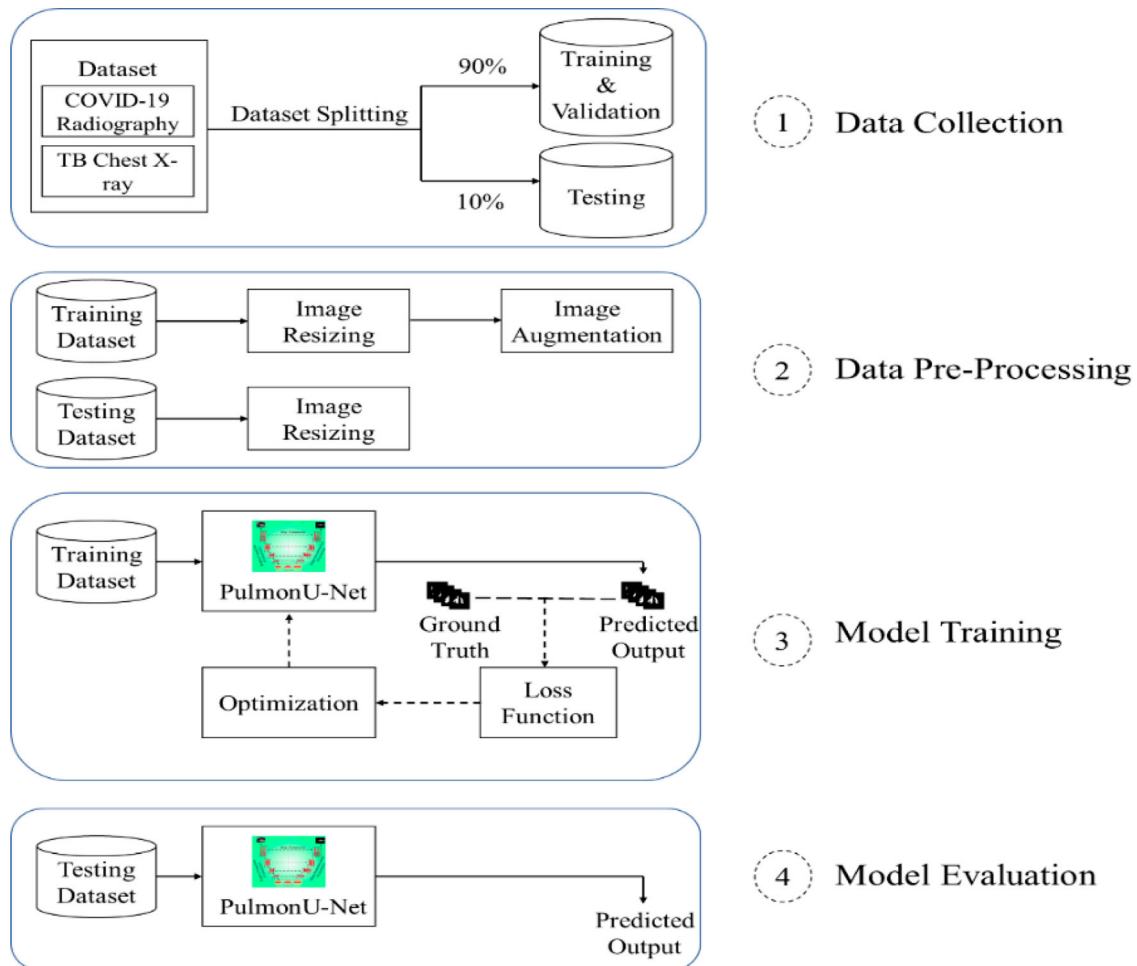 Dataset
COVID-19
Radiography
TB Chest X-
ray
Dataset Splitting
90%
10%
Training
&
Validation
Testing
1
Data Collection
Training
Dataset
Image
Resizing
Image
Augmentation
Testing
Dataset
Image
Resizing
2
Data Pre-Processing
Training
Dataset
PulmonU-Net
Ground
Truth
Predicted
Output
Optimization
Loss
Function
3
Model Training
Testing
Dataset
PulmonU-Net
Predicted
Output
4
Model Evaluation